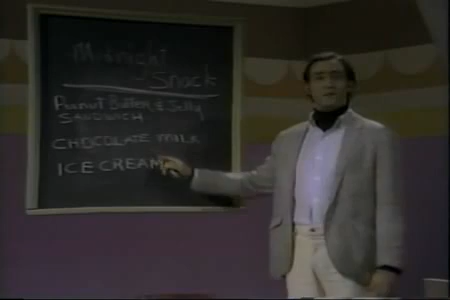 Midnight
Snack
Peanut Butter & Jelly
SANDWICH
CHOCOLATE MILK
ICE CREAM